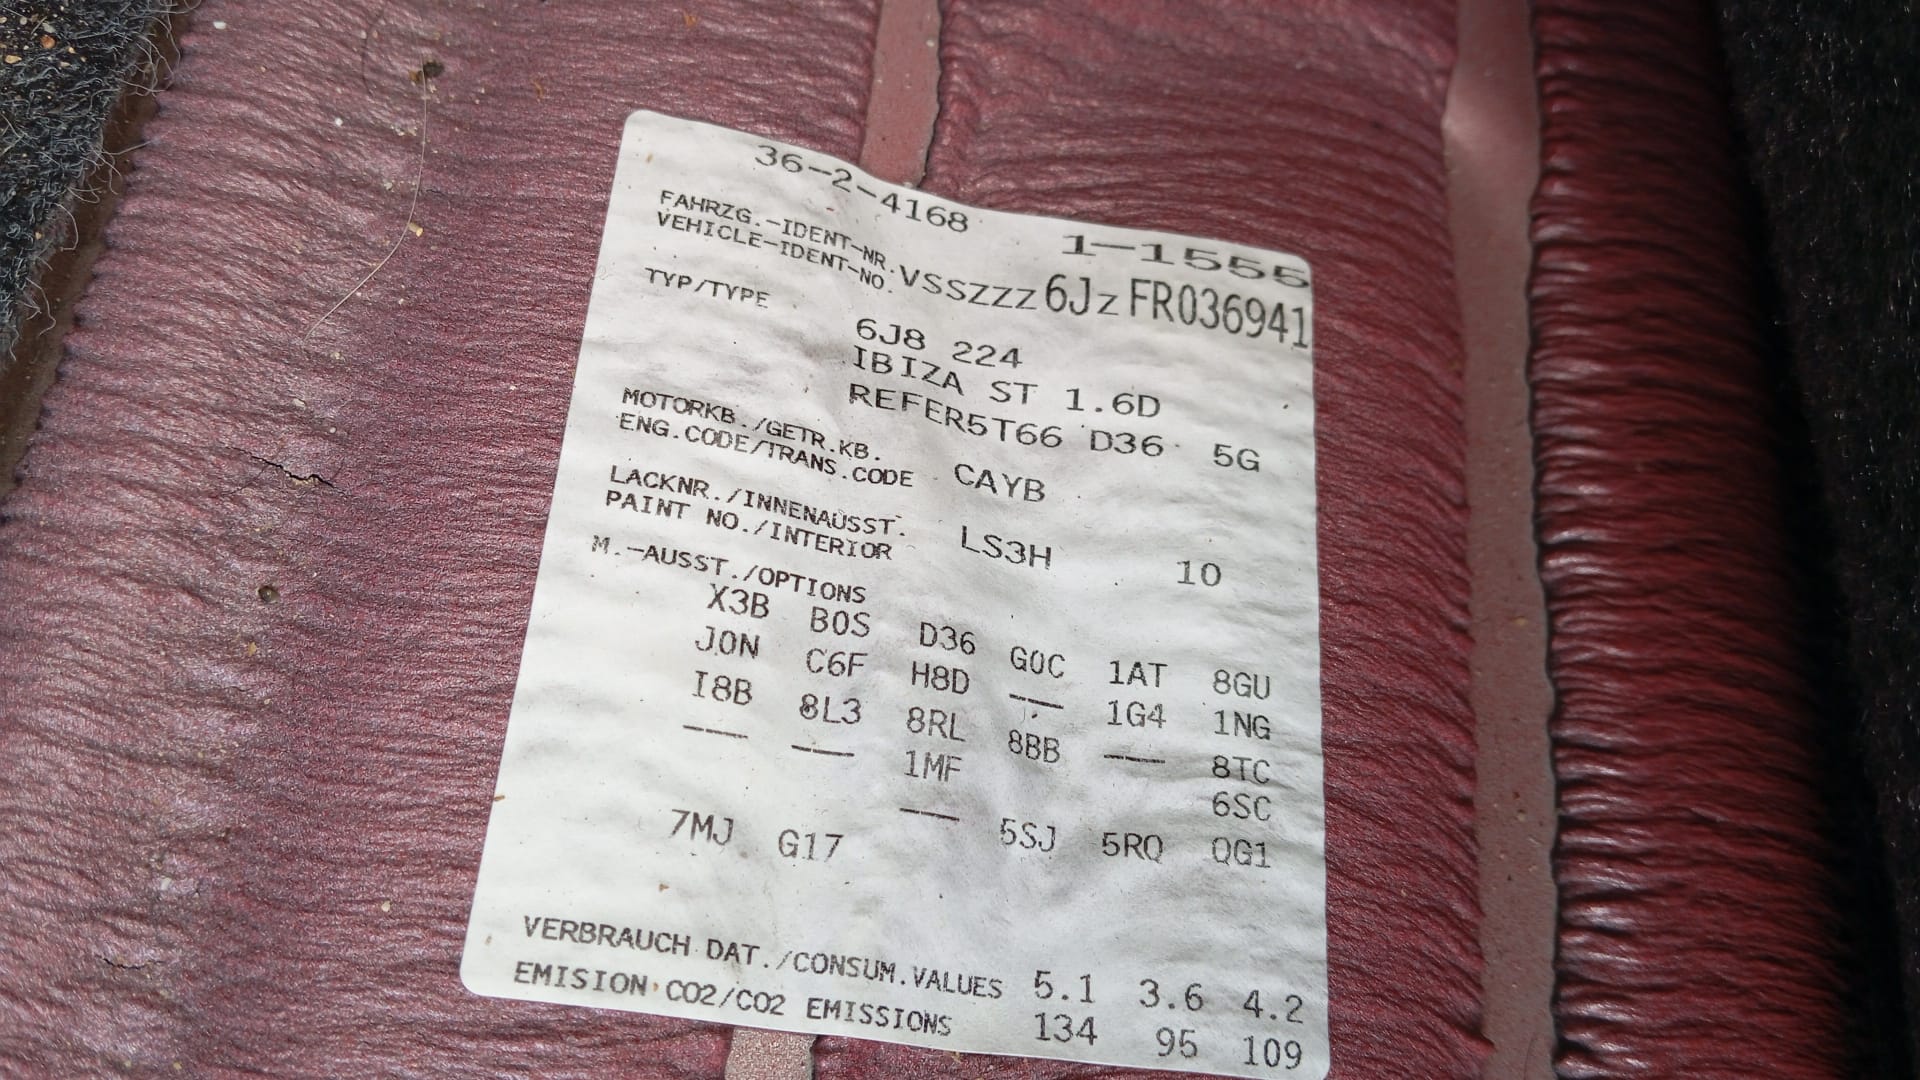 36-2-4168 1-1555
FAHRZG.-IDENT-NR.
VEHICLE-IDENT-NO. VSSZZZ6JZFR036941
TYP/TYPE
6J8 224
IBIZA ST 1.6D
REFER5T66 D36 5G
MOTORKB./GETR.KB.
ENG.CODE/TRANS.CODE CAYB
LACKNR./INNENAUSST.
PAINT NO./INTERIOR LS3H 10
M.-AUSST./OPTIONS
X3B B0S D36 G0C 1AT 8GU
J0N C6F H8D --- 1G4 1NG
I8B 8L3 8RL 8BB --- 8TC
--- --- 1MF 6SC
7MJ G17 --- 5SJ 5RQ QG1
VERBRAUCH DAT./CONSUM.VALUES 5.1 3.6 4.2
EMISION CO2/CO2 EMISSIONS 134 95 109